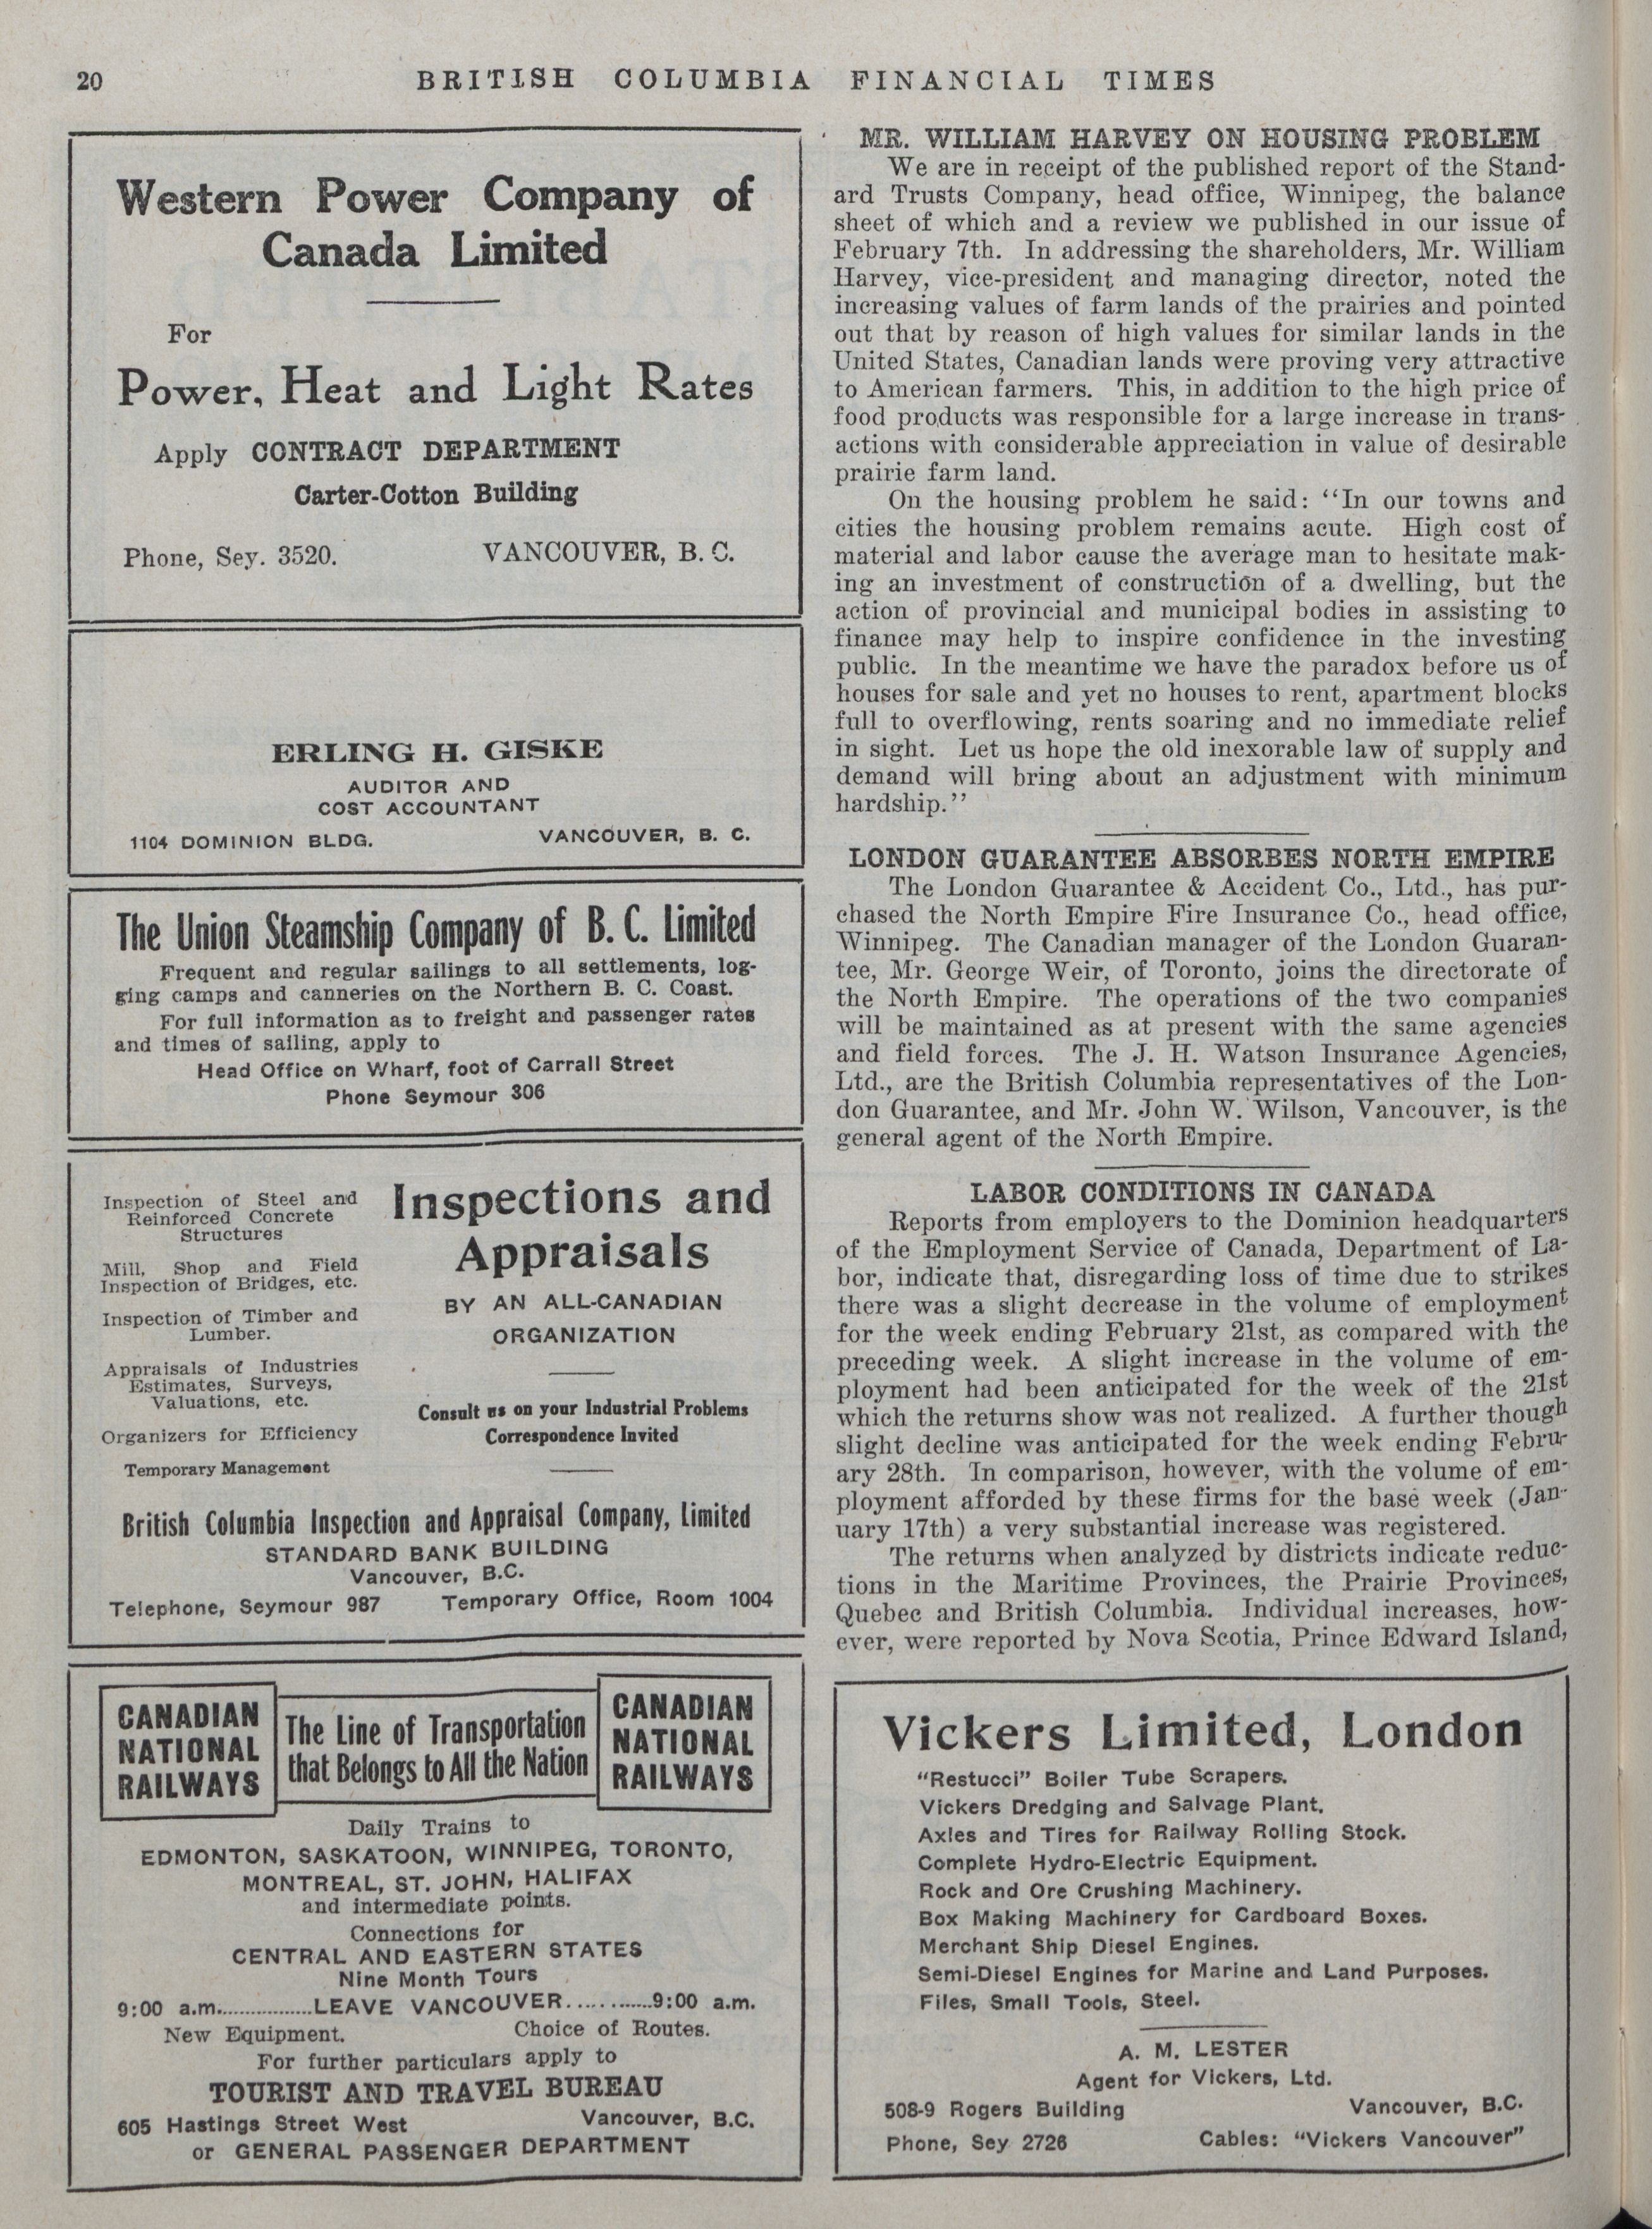 20
BRITISH COLUMBIA FINANCIAL TIMES
Western Power Company of
Canada Limited
For
Power, Heat and Light Rates
Apply CONTRACT DEPARTMENT
Carter-Cotton Building
Phone, Sey. 3520. VANCOUVER, B. C.
ERLING H. GISKE
AUDITOR AND
COST ACCOUNTANT
1104 DOMINION BLDG. VANCOUVER, B. C.
The Union Steamship Company of B. C. Limited
Frequent and regular sailings to all settlements, log-
ging camps and canneries on the Northern B. C. Coast.
For full information as to freight and passenger rates
and times of sailing, apply to
Head Office on Wharf, foot of Carrall Street
Phone Seymour 306
Inspection of Steel and
Reinforced Concrete
Structures
Mill, Shop and Field
Inspection of Bridges, etc.
Inspection of Timber and
Lumber.
Appraisals of Industries
Estimates, Surveys,
Valuations, etc.
Organizers for Efficiency
Temporary Management
Inspections and
Appraisals
BY AN ALL-CANADIAN
ORGANIZATION
Consult us on your Industrial Problems
Correspondence Invited
British Columbia Inspection and Appraisal Company, Limited
STANDARD BANK BUILDING
Vancouver, B.C.
Telephone, Seymour 987 Temporary Office, Room 1004
CANADIAN
NATIONAL
RAILWAYS
The Line of Transportation
that Belongs to All the Nation
CANADIAN
NATIONAL
RAILWAYS
Daily Trains to
EDMONTON, SASKATOON, WINNIPEG, TORONTO,
MONTREAL, ST. JOHN, HALIFAX
and intermediate points.
Connections for
CENTRAL AND EASTERN STATES
Nine Month Tours
9:00 a.m.................LEAVE VANCOUVER.............9:00 a.m.
New Equipment. Choice of Routes.
For further particulars apply to
TOURIST AND TRAVEL BUREAU
605 Hastings Street West Vancouver, B.C.
or GENERAL PASSENGER DEPARTMENT
MR. WILLIAM HARVEY ON HOUSING PROBLEM
We are in receipt of the published report of the Stand-
ard Trusts Company, head office, Winnipeg, the balance
sheet of which and a review we published in our issue of
February 7th. In addressing the shareholders, Mr. William
Harvey, vice-president and managing director, noted the
increasing values of farm lands of the prairies and pointed
out that by reason of high values for similar lands in the
United States, Canadian lands were proving very attractive
to American farmers. This, in addition to the high price of
food products was responsible for a large increase in trans-
actions with considerable appreciation in value of desirable
prairie farm land.
On the housing problem he said: "In our towns and
cities the housing problem remains acute. High cost of
material and labor cause the average man to hesitate mak-
ing an investment of construction of a dwelling, but the
action of provincial and municipal bodies in assisting to
finance may help to inspire confidence in the investing
public. In the meantime we have the paradox before us of
houses for sale and yet no houses to rent, apartment blocks
full to overflowing, rents soaring and no immediate relief
in sight. Let us hope the old inexorable law of supply and
demand will bring about an adjustment with minimum
hardship."
LONDON GUARANTEE ABSORBES NORTH EMPIRE
The London Guarantee & Accident Co., Ltd., has pur-
chased the North Empire Fire Insurance Co., head office,
Winnipeg. The Canadian manager of the London Guaran-
tee, Mr. George Weir, of Toronto, joins the directorate of
the North Empire. The operations of the two companies
will be maintained as at present with the same agencies
and field forces. The J. H. Watson Insurance Agencies,
Ltd., are the British Columbia representatives of the Lon-
don Guarantee, and Mr. John W. Wilson, Vancouver, is the
general agent of the North Empire.
LABOR CONDITIONS IN CANADA
Reports from employers to the Dominion headquarters
of the Employment Service of Canada, Department of La-
bor, indicate that, disregarding loss of time due to strikes
there was a slight decrease in the volume of employment
for the week ending February 21st, as compared with the
preceding week. A slight increase in the volume of em-
ployment had been anticipated for the week of the 21st
which the returns show was not realized. A further though
slight decline was anticipated for the week ending Febru-
ary 28th. In comparison, however, with the volume of em-
ployment afforded by these firms for the base week (Jan-
uary 17th) a very substantial increase was registered.
The returns when analyzed by districts indicate reduc-
tions in the Maritime Provinces, the Prairie Provinces,
Quebec and British Columbia. Individual increases, how-
ever, were reported by Nova Scotia, Prince Edward Island,
Vickers Limited, London
"Restucci" Boiler Tube Scrapers.
Vickers Dredging and Salvage Plant.
Axles and Tires for Railway Rolling Stock.
Complete Hydro-Electric Equipment.
Rock and Ore Crushing Machinery.
Box Making Machinery for Cardboard Boxes.
Merchant Ship Diesel Engines.
Semi-Diesel Engines for Marine and Land Purposes.
Files, Small Tools, Steel.
A. M. LESTER
Agent for Vickers, Ltd.
508-9 Rogers Building Vancouver, B.C.
Phone, Sey 2726 Cables: "Vickers Vancouver"